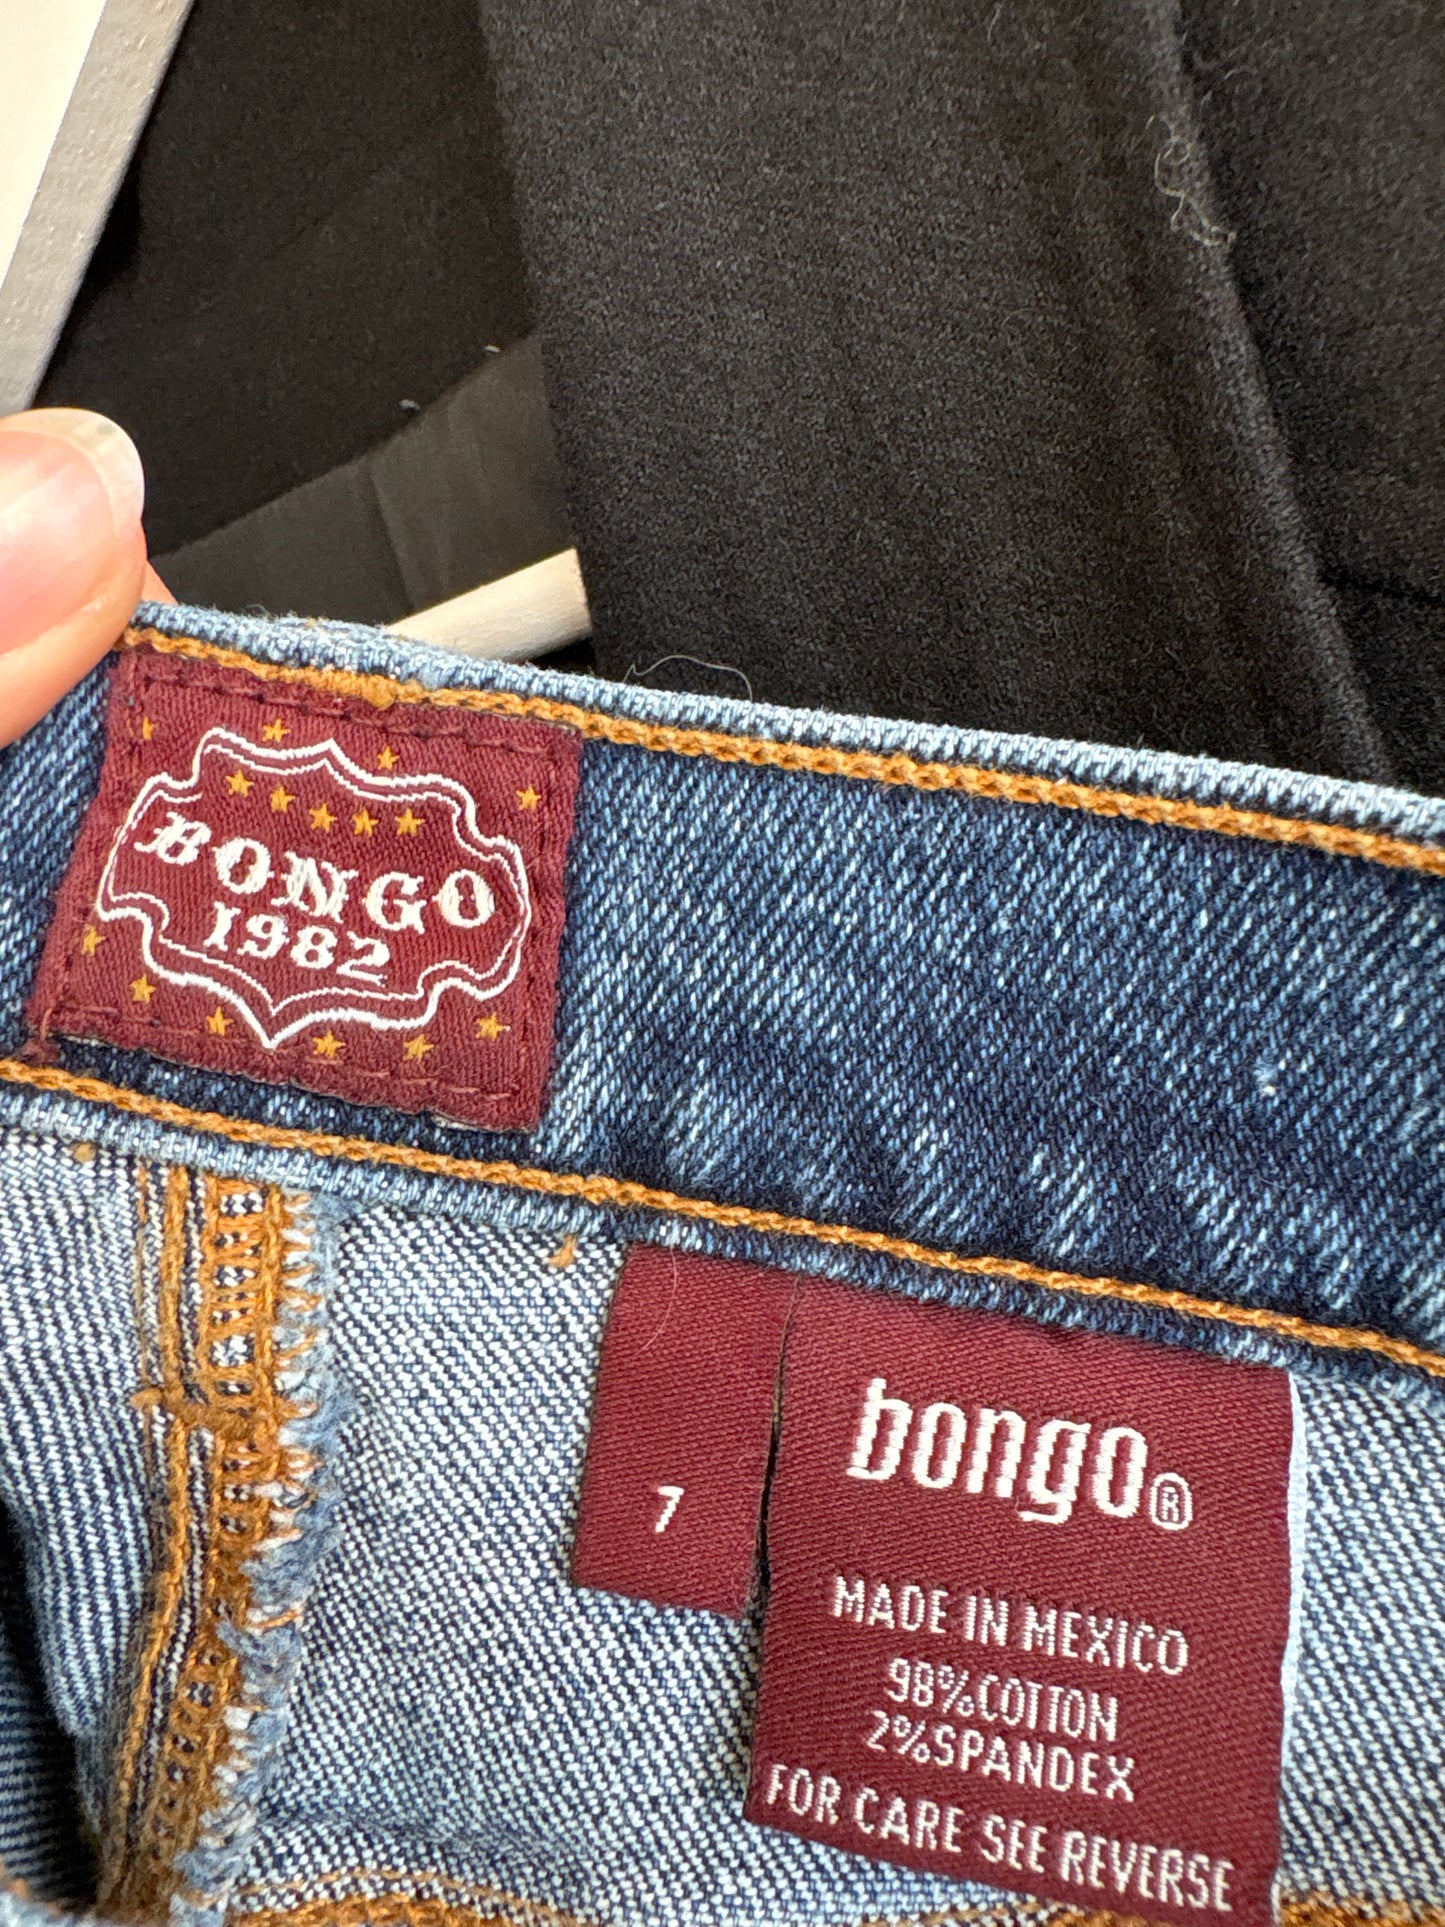 BONGO
1982
7
bongo®
MADE IN MEXICO
98%COTTON
2%SPANDEX
FOR CARE SEE REVERSE